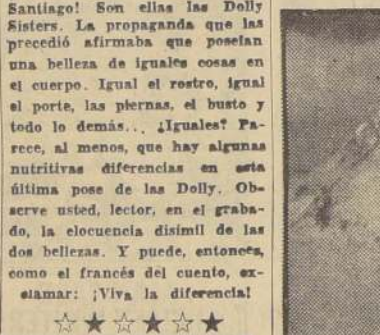 Santiago! Son ellas las Dolly
Sisters. La propaganda que las
precedió afirmaba que poseían
una belleza de iguales cosas en
el cuerpo. Igual el rostro, igual
el porte, las piernas, el busto y
todo lo demás... ¿Iguales? Pa-
rece, al menos, que hay algunas
nutritivas diferencias en esta
última pose de las Dolly. Ob-
serve usted, lector, en el graba-
do, la elocuencia disímil de las
dos bellezas. Y puede, entonces,
como el francés del cuento, ex-
clamar: ¡Viva la diferencia!